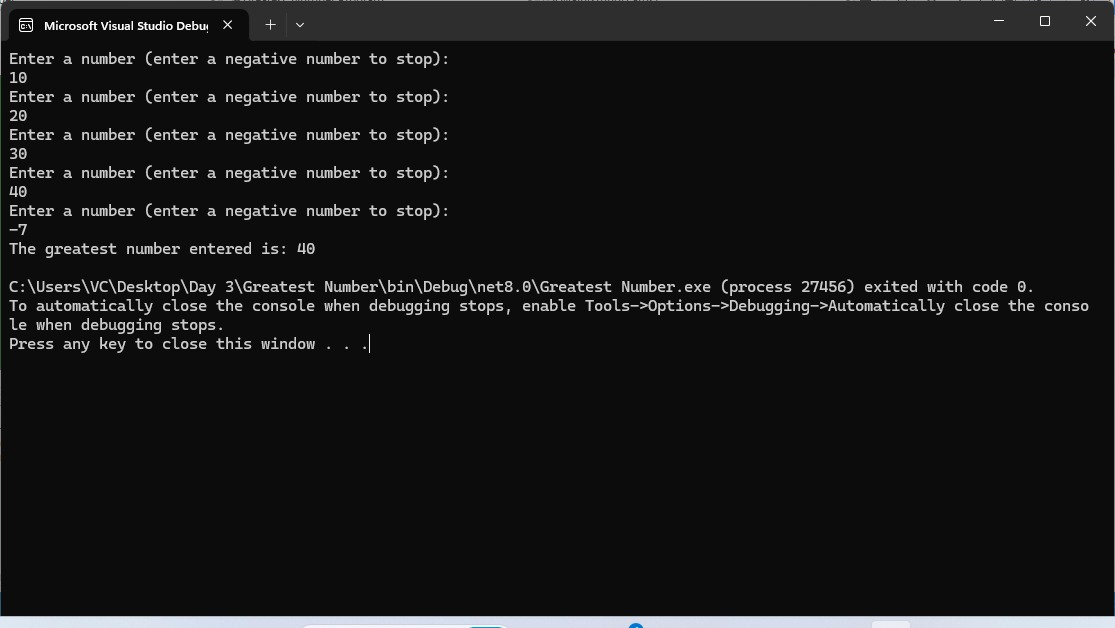 Microsoft Visual Studio Debug
Enter a number (enter a negative number to stop):
10
Enter a number (enter a negative number to stop):
20
Enter a number (enter a negative number to stop):
30
Enter a number (enter a negative number to stop):
40
Enter a number (enter a negative number to stop):
-7
The greatest number entered is: 40
C:\Users\VC\Desktop\Day 3\Greatest Number\bin\Debug\net8.0\Greatest Number.exe (process 27456) exited with code 0.
To automatically close the console when debugging stops, enable Tools->Options->Debugging->Automatically close the conso
le when debugging stops.
Press any key to close this window . . .